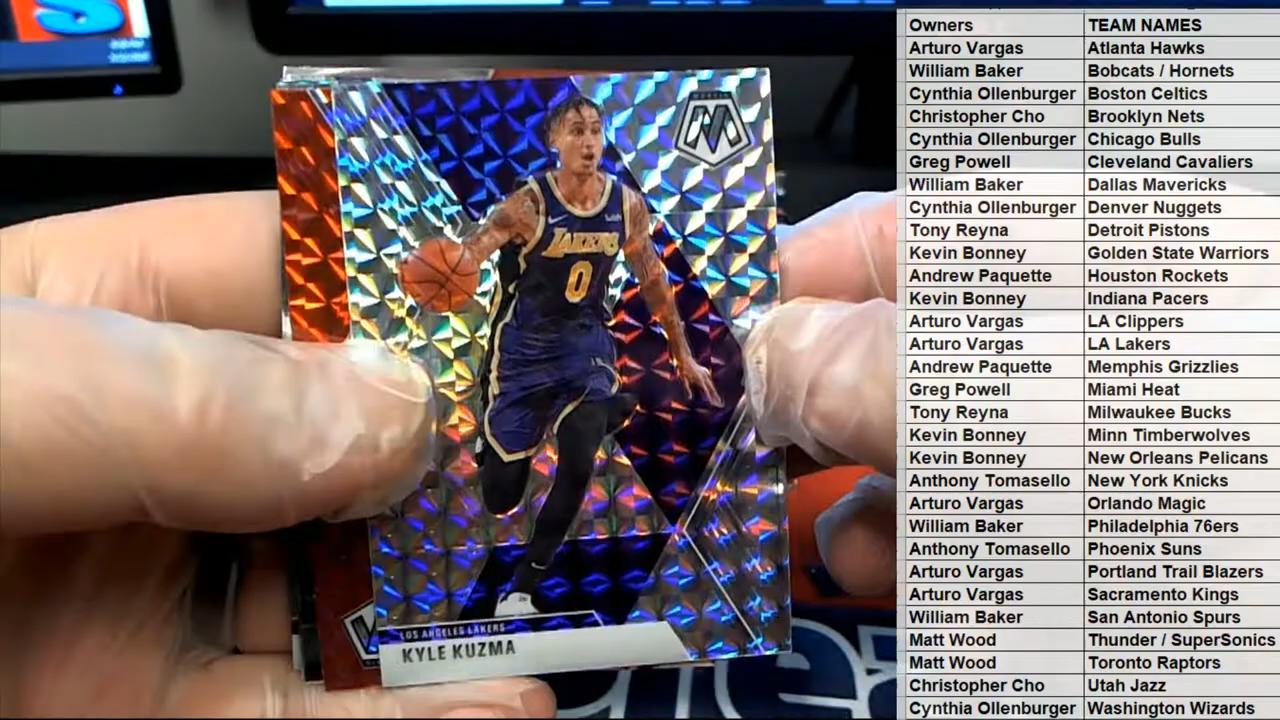 Owners TEAM NAMES
Arturo Vargas Atlanta Hawks
William Baker Bobcats / Hornets
Cynthia Ollenburger Boston Celtics
Christopher Cho Brooklyn Nets
Cynthia Ollenburger Chicago Bulls
Greg Powell Cleveland Cavaliers
William Baker Dallas Mavericks
Cynthia Ollenburger Denver Nuggets
Tony Reyna Detroit Pistons
Kevin Bonney Golden State Warriors
Andrew Paquette Houston Rockets
Kevin Bonney Indiana Pacers
Arturo Vargas LA Clippers
Arturo Vargas LA Lakers
Andrew Paquette Memphis Grizzlies
Greg Powell Miami Heat
Tony Reyna Milwaukee Bucks
Kevin Bonney Minn Timberwolves
Kevin Bonney New Orleans Pelicans
Anthony Tomasello New York Knicks
Arturo Vargas Orlando Magic
William Baker Philadelphia 76ers
Anthony Tomasello Phoenix Suns
Arturo Vargas Portland Trail Blazers
Arturo Vargas Sacramento Kings
William Baker San Antonio Spurs
Matt Wood Thunder / SuperSonics
Matt Wood Toronto Raptors
Christopher Cho Utah Jazz
Cynthia Ollenburger Washington Wizards
MOSAIC
LAKERS
0
LOS ANGELES LAKERS
KYLE KUZMA